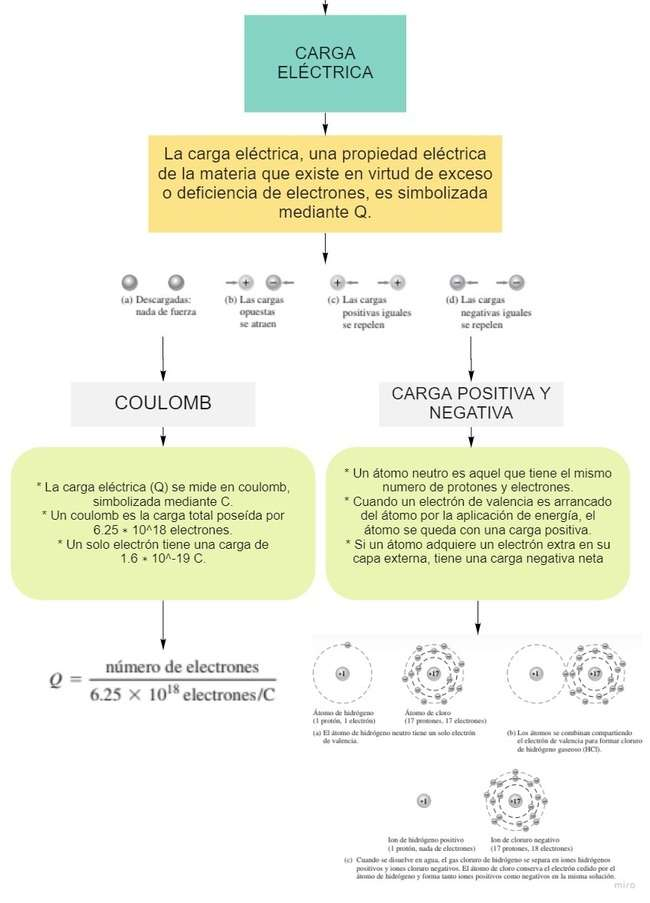 CARGA
ELÉCTRICA
La carga eléctrica, una propiedad eléctrica
de la materia que existe en virtud de exceso
o deficiencia de electrones, es simbolizada
mediante Q.
(a) Descargadas:
nada de fuerza
(b) Las cargas
opuestas
se atraen
(c) Las cargas
positivas iguales
se repelen
(d) Las cargas
negativas iguales
se repelen
COULOMB
CARGA POSITIVA Y
NEGATIVA
* La carga eléctrica (Q) se mide en coulomb,
simbolizada mediante C.
* Un coulomb es la carga total poseída por
6.25 * 10^18 electrones.
* Un solo electrón tiene una carga de
1.6 * 10^-19 C.
* Un átomo neutro es aquel que tiene el mismo
numero de protones y electrones.
* Cuando un electrón de valencia es arrancado
del átomo por la aplicación de energía, el
átomo se queda con una carga positiva.
* Si un átomo adquiere un electrón extra en su
capa externa, tiene una carga negativa neta
Q = número de electrones
6.25 × 10^18 electrones/C
+1
+17
+1
+17
Átomo de hidrógeno
(1 protón, 1 electrón)
Átomo de cloro
(17 protones, 17 electrones)
(a) El átomo de hidrógeno neutro tiene un solo electrón
de valencia.
(b) Los átomos se combinan compartiendo
el electrón de valencia para formar cloruro
de hidrógeno gaseoso (HCl).
+1
+17
Ion de hidrógeno positivo
(1 protón, nada de electrones)
Ion de cloruro negativo
(17 protones, 18 electrones)
(c) Cuando se disuelve en agua, el gas cloruro de hidrógeno se separa en iones hidrógenos
positivos y iones cloruro negativos. El átomo de cloro conserva el electrón cedido por el
átomo de hidrógeno y forma tanto iones positivos como negativos en la misma solución.
miro